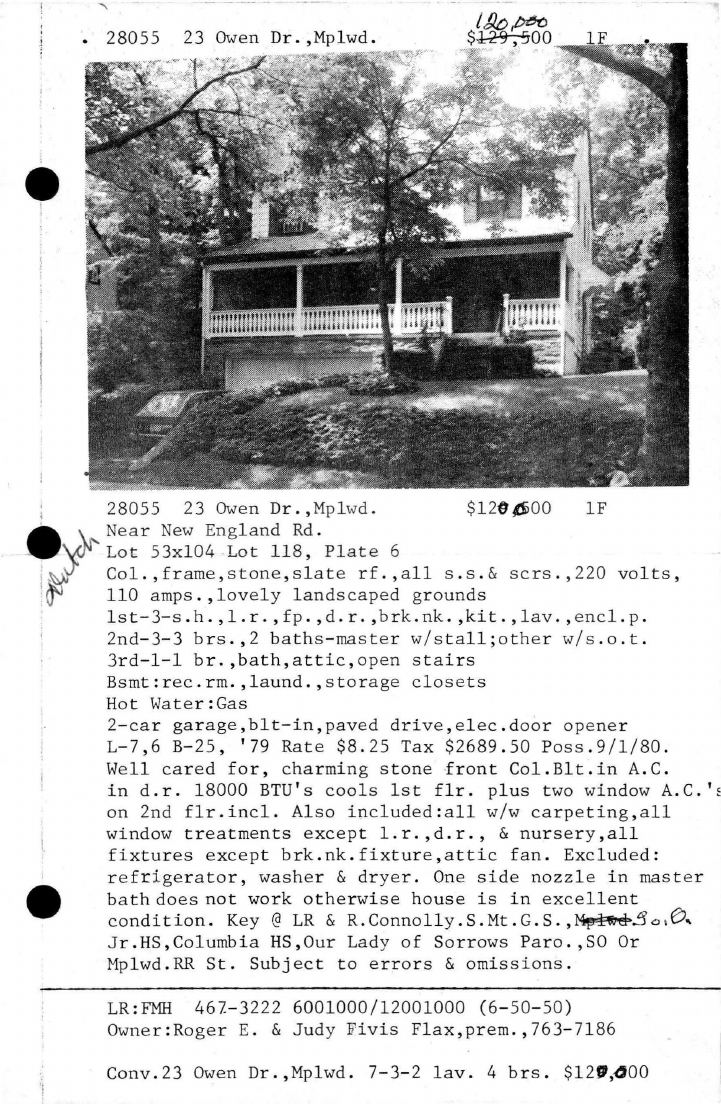 120,000
28055 23 Owen Dr.,Mplwd. $129,500 1F
28055 23 Owen Dr.,Mplwd. $120,000 1F
Near New England Rd.
Dutch
Lot 53x104 Lot 118, Plate 6
Col.,frame,stone,slate rf.,all s.s.& scrs.,220 volts,
110 amps.,lovely landscaped grounds
1st-3-s.h.,l.r.,fp.,d.r.,brk.nk.,kit.,lav.,encl.p.
2nd-3-3 brs.,2 baths-master w/stall;other w/s.o.t.
3rd-1-1 br.,bath,attic,open stairs
Bsmt:rec.rm.,laund.,storage closets
Hot Water:Gas
2-car garage,blt-in,paved drive,elec.door opener
L-7,6 B-25, '79 Rate $8.25 Tax $2689.50 Poss.9/1/80.
Well cared for, charming stone front Col.Blt.in A.C.
in d.r. 18000 BTU's cools 1st flr. plus two window A.C.'s
on 2nd flr.incl. Also included:all w/w carpeting,all
window treatments except l.r.,d.r., & nursery,all
fixtures except brk.nk.fixture,attic fan. Excluded:
refrigerator, washer & dryer. One side nozzle in master
bath does not work otherwise house is in excellent
condition. Key @ LR & R.Connolly.S.Mt.G.S.,Mplwd.S.O.
Jr.HS,Columbia HS,Our Lady of Sorrows Paro.,SO Or
Mplwd.RR St. Subject to errors & omissions.
LR:FMH 467-3222 6001000/12001000 (6-50-50)
Owner:Roger E. & Judy Fivis Flax,prem.,763-7186
Conv.23 Owen Dr.,Mplwd. 7-3-2 lav. 4 brs. $120,000